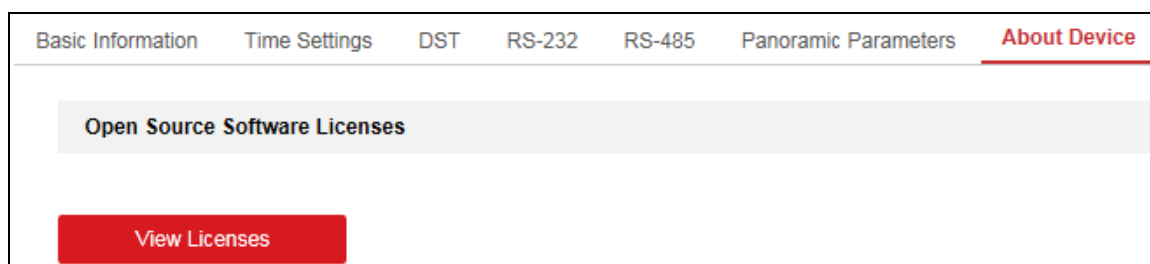 Basic Information Time Settings DST RS-232 RS-485 Panoramic Parameters About Device
Open Source Software Licenses
View Licenses